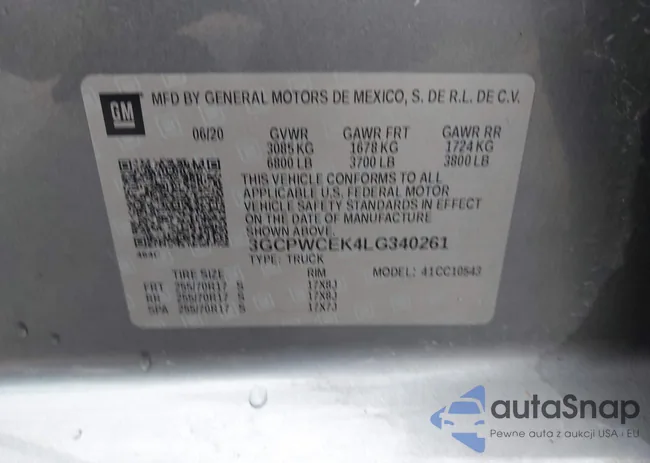 GM
MFD BY GENERAL MOTORS DE MEXICO, S. DE R.L. DE C.V.
06/20 GVWR GAWR FRT GAWR RR
3085 KG 1678 KG 1724 KG
6800 LB 3700 LB 3800 LB
THIS VEHICLE CONFORMS TO ALL
APPLICABLE U.S. FEDERAL MOTOR
VEHICLE SAFETY STANDARDS IN EFFECT
ON THE DATE OF MANUFACTURE
SHOWN ABOVE.
3GCPWCEK4LG340261
TYPE: TRUCK MODEL: 41CC10543
TIRE SIZE RIM
FRT 255/70R17 S 17X8J
RR 255/70R17 S 17X8J
SPA 255/70R17 S 17X7J
autoSnap
Pewne auta z aukcji USA i EU